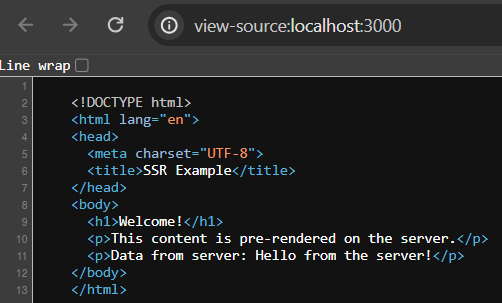 view-source:localhost:3000
Line wrap
1
2 <!DOCTYPE html>
3 <html lang="en">
4 <head>
5 <meta charset="UTF-8">
6 <title>SSR Example</title>
7 </head>
8 <body>
9 <h1>Welcome!</h1>
10 <p>This content is pre-rendered on the server.</p>
11 <p>Data from server: Hello from the server!</p>
12 </body>
13 </html>